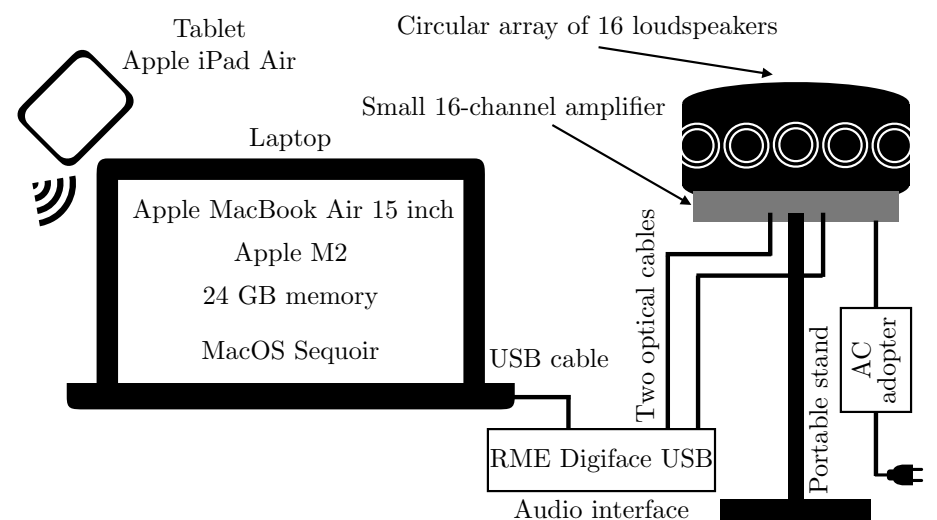 Tablet
Apple iPad Air
Circular array of 16 loudspeakers
Small 16-channel amplifier
Laptop
Apple MacBook Air 15 inch
Apple M2
24 GB memory
MacOS Sequoir
USB cable
Two optical cables
Portable stand
AC
adopter
RME Digiface USB
Audio interface